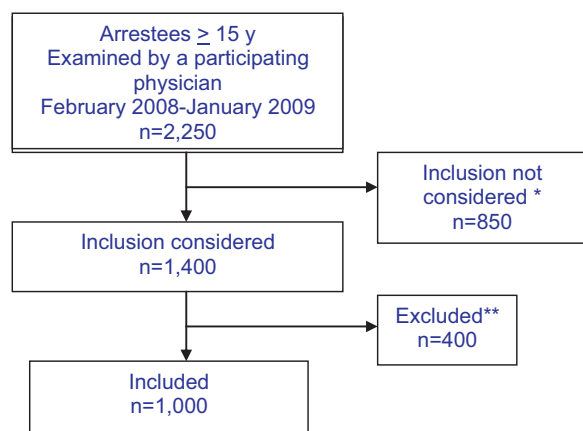 Arrestees ≥ 15 y
Examined by a participating
physician
February 2008-January 2009
n=2,250
Inclusion not
considered *
n=850
Inclusion considered
n=1,400
Excluded**
n=400
Included
n=1,000